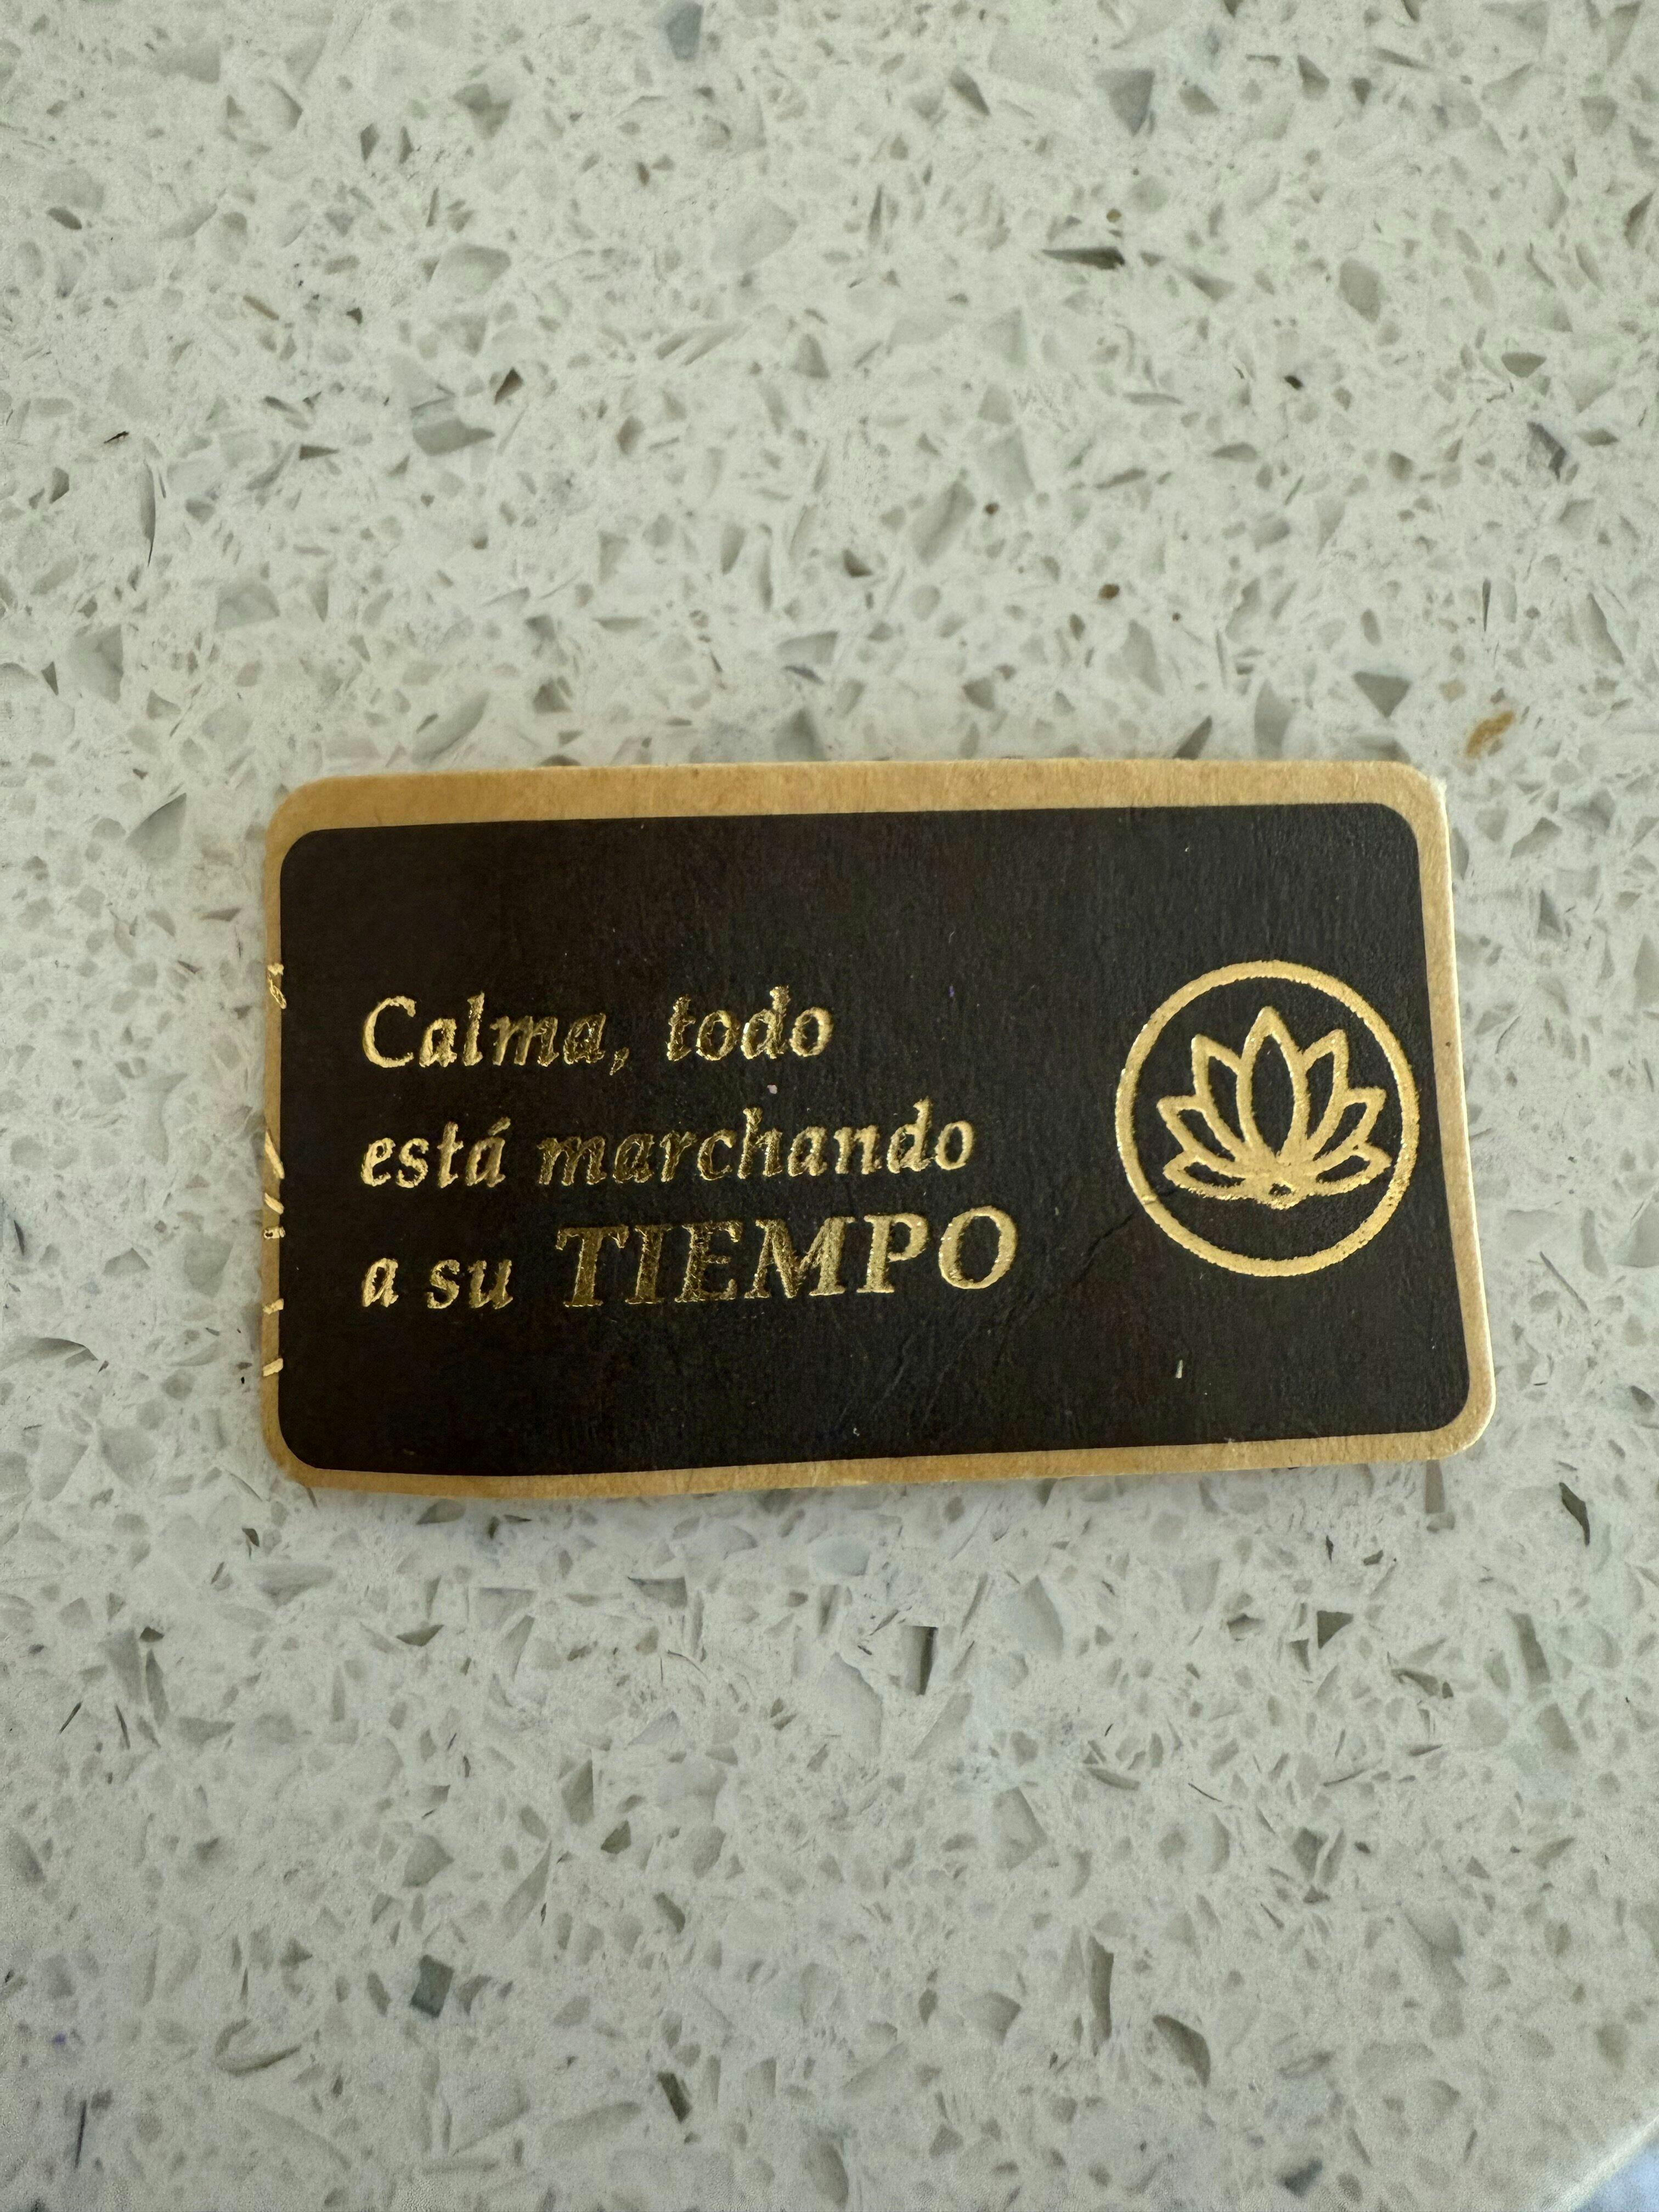 Calma, todo
está marchando
a su TIEMPO